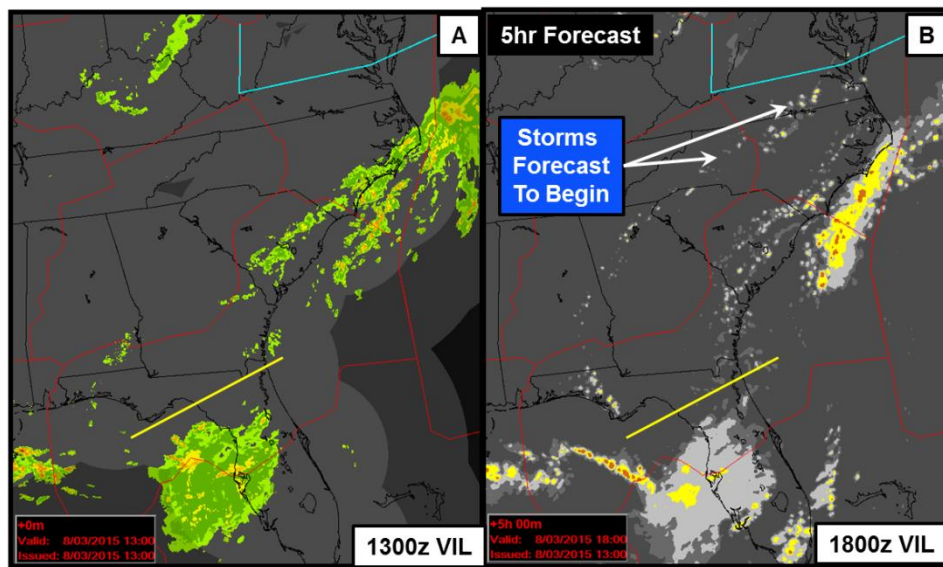 A
5hr Forecast
B
Storms
Forecast
To Begin
+0m
Valid: 8/03/2015 13:00
Issued: 8/03/2015 13:00
1300z VIL
+5h 00m
Valid: 8/03/2015 18:00
Issued: 8/03/2015 13:00
1800z VIL